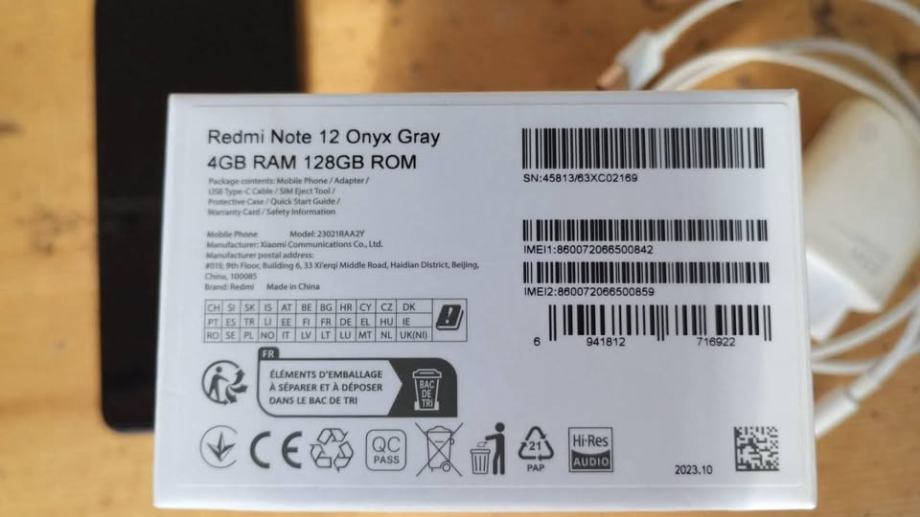 Redmi Note 12 Onyx Gray
4GB RAM 128GB ROM
Package contents: Mobile Phone / Adapter /
USB Type-C Cable / SIM Eject Tool /
Protective Case / Quick Start Guide /
Warranty Card / Safety Information
Mobile Phone Model: 23021RAA2Y
Manufacturer: Xiaomi Communications Co., Ltd.
Manufacturer postal address:
#019, 9th Floor, Building 6, 33 Xi'erqi Middle Road, Haidian District, Beijing,
China, 100085
Brand: Redmi Made in China
SN:45813/63XC02169
IMEI1:860072066500842
IMEI2:860072066500859
6 941812 716922
CH SI SK IS AT BE BG HR CY CZ DK
PT ES TR LI EE FI FR DE EL HU IE
RO SE PL NO IT LV LT LU MT NL UK(NI)
FR
ÉLÉMENTS D'EMBALLAGE
À SÉPARER ET À DÉPOSER
DANS LE BAC DE TRI
BAC
DE
TRI
CE
QC
PASS
21
PAP
Hi-Res
AUDIO
2023.10